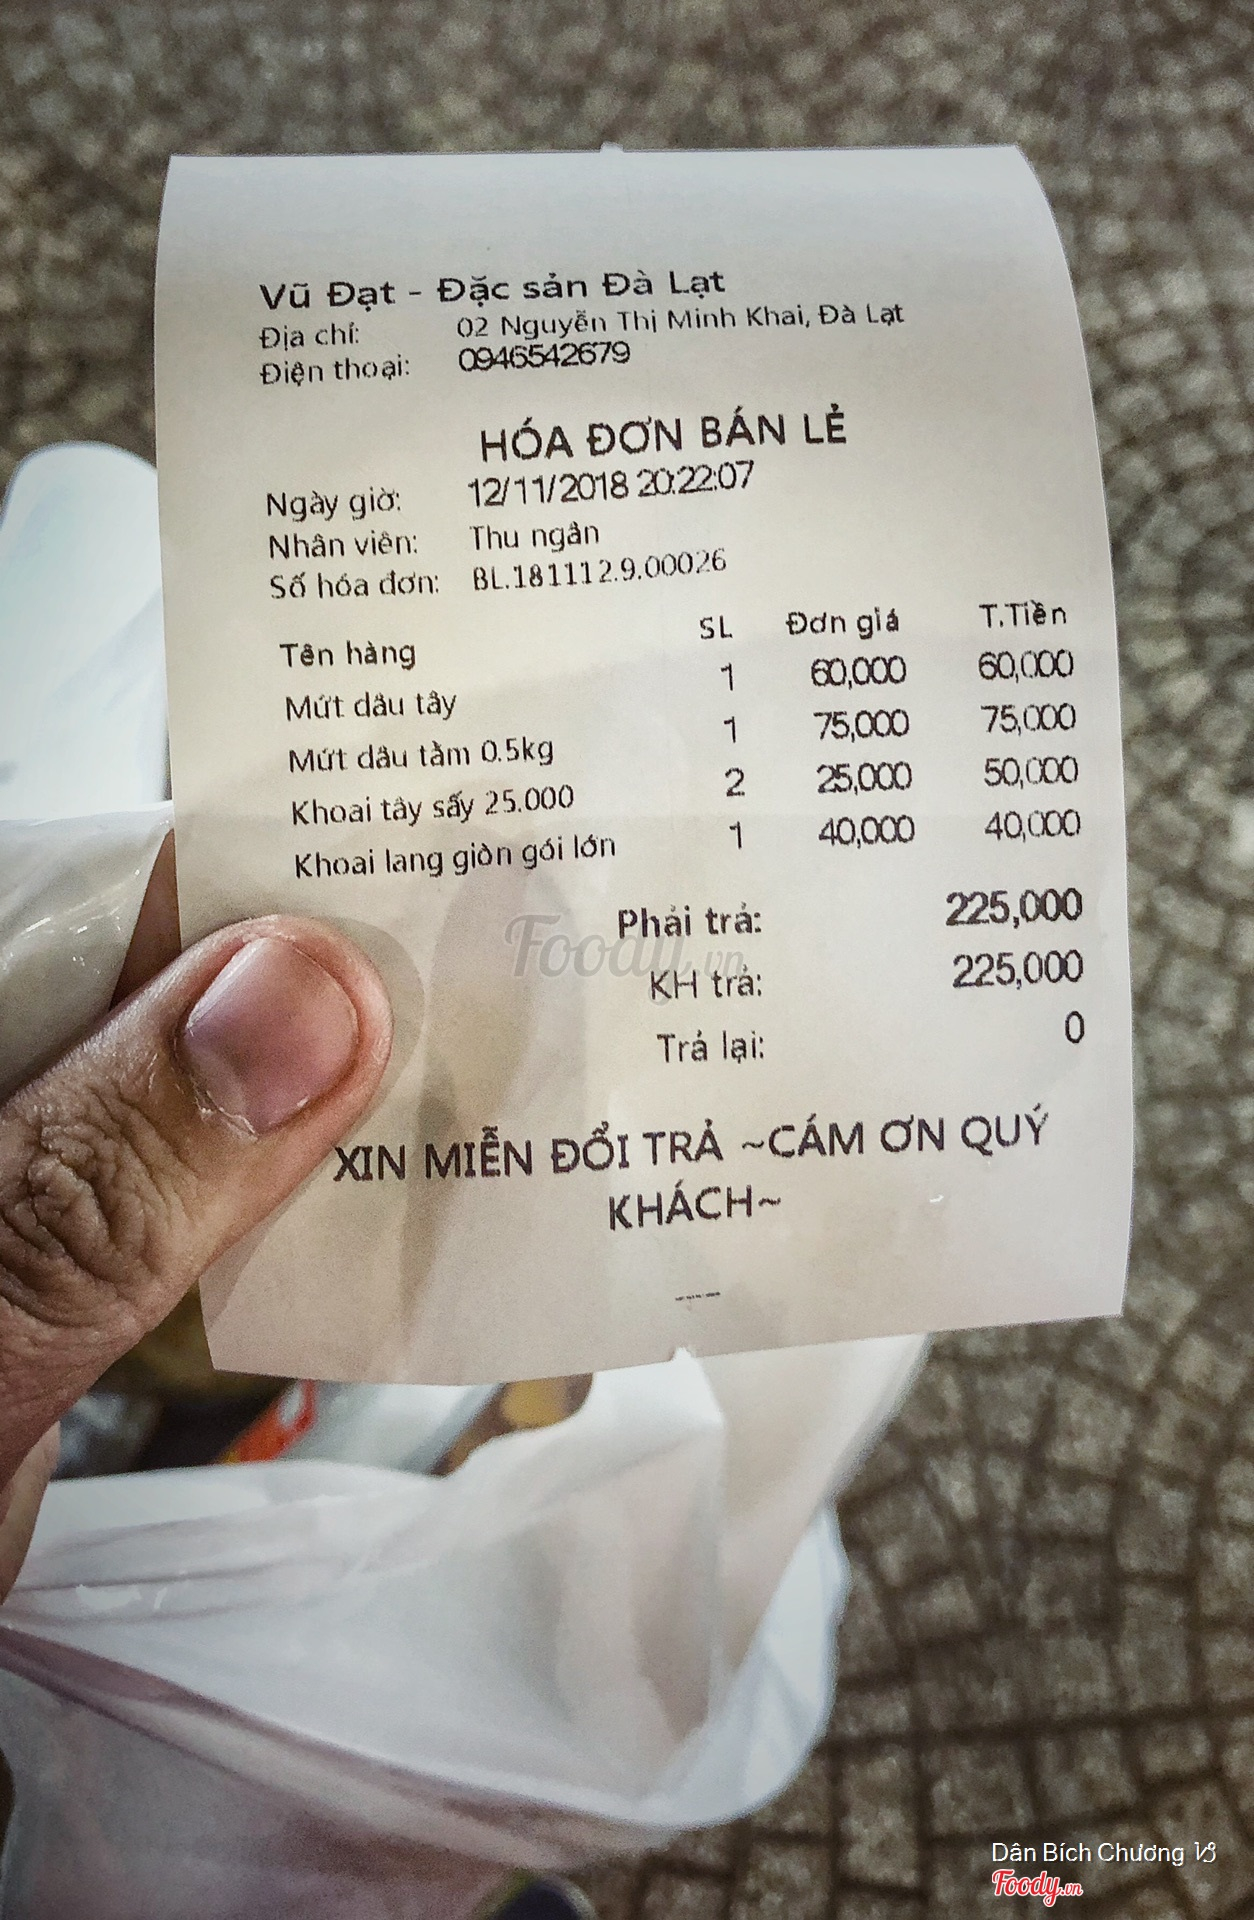 Vũ Đạt - Đặc sản Đà Lạt
Địa chỉ: 02 Nguyễn Thị Minh Khai, Đà Lạt
Điện thoại: 0946542679
HÓA ĐƠN BÁN LẺ
Ngày giờ: 12/11/2018 20:22:07
Nhân viên: Thu ngân
Số hóa đơn: BL.181112.9.00026
Tên hàng SL Đơn giá T.Tiền
Mứt dâu tây 1 60,000 60,000
Mứt dâu tằm 0.5kg 1 75,000 75,000
Khoai tây sấy 25.000 2 25,000 50,000
Khoai lang giòn gói lớn 1 40,000 40,000
Phải trả: 225,000
Foody.vn
KH trả: 225,000
Trả lại: 0
XIN MIỄN ĐỔI TRẢ ~CÁM ƠN QUÝ
KHÁCH~
Dân Bích Chương ♑
Foody.vn